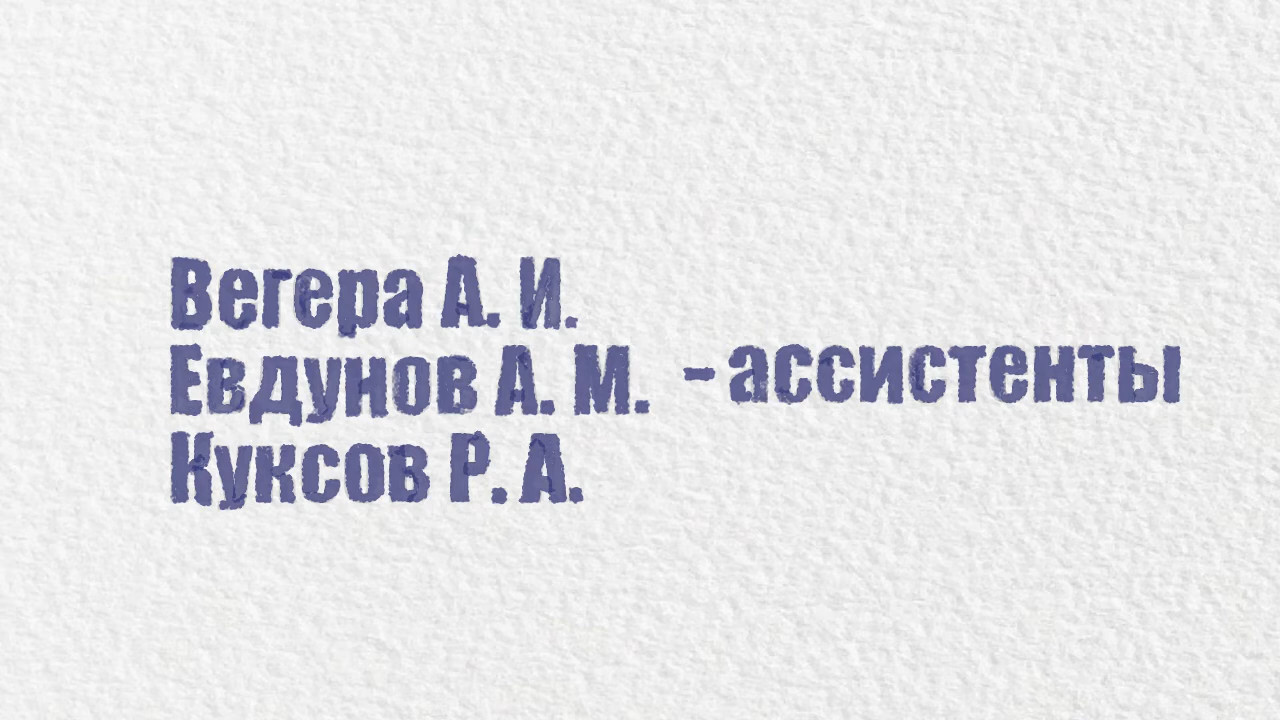 Вегера А. И.
Евдунов А. М.
- ассистенты
Куксов Р. А.